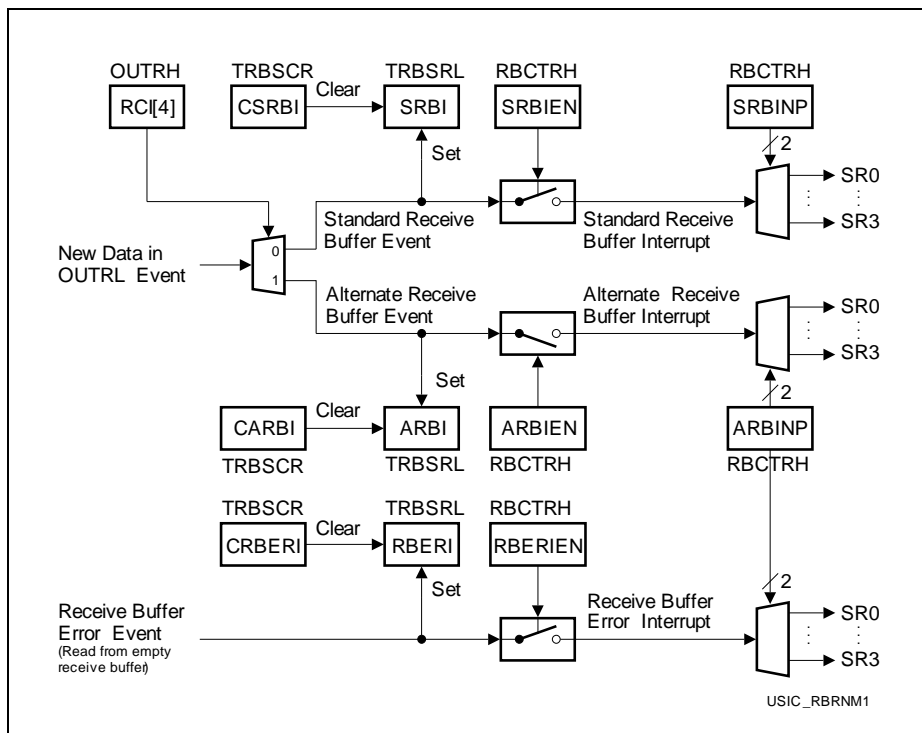 OUTRH
TRBSCR
TRBSRL
RBCTRH
RBCTRH
RCI[4]
CSRBI
Clear
SRBI
SRBIEN
SRBINP
Set
2
SR0
SR3
Standard Receive
Buffer Event
Standard Receive
Buffer Interrupt
New Data in
OUTRL Event
0
1
Alternate Receive
Buffer Event
Alternate Receive
Buffer Interrupt
SR0
SR3
Set
2
CARBI
Clear
ARBI
ARBIEN
ARBINP
TRBSCR
TRBSRL
RBCTRH
RBCTRH
TRBSCR
TRBSRL
RBCTRH
CRBERI
Clear
RBERI
RBERIEN
Set
2
Receive Buffer
Error Event
(Read from empty
receive buffer)
Receive Buffer
Error Interrupt
SR0
SR3
USIC_RBRNM1